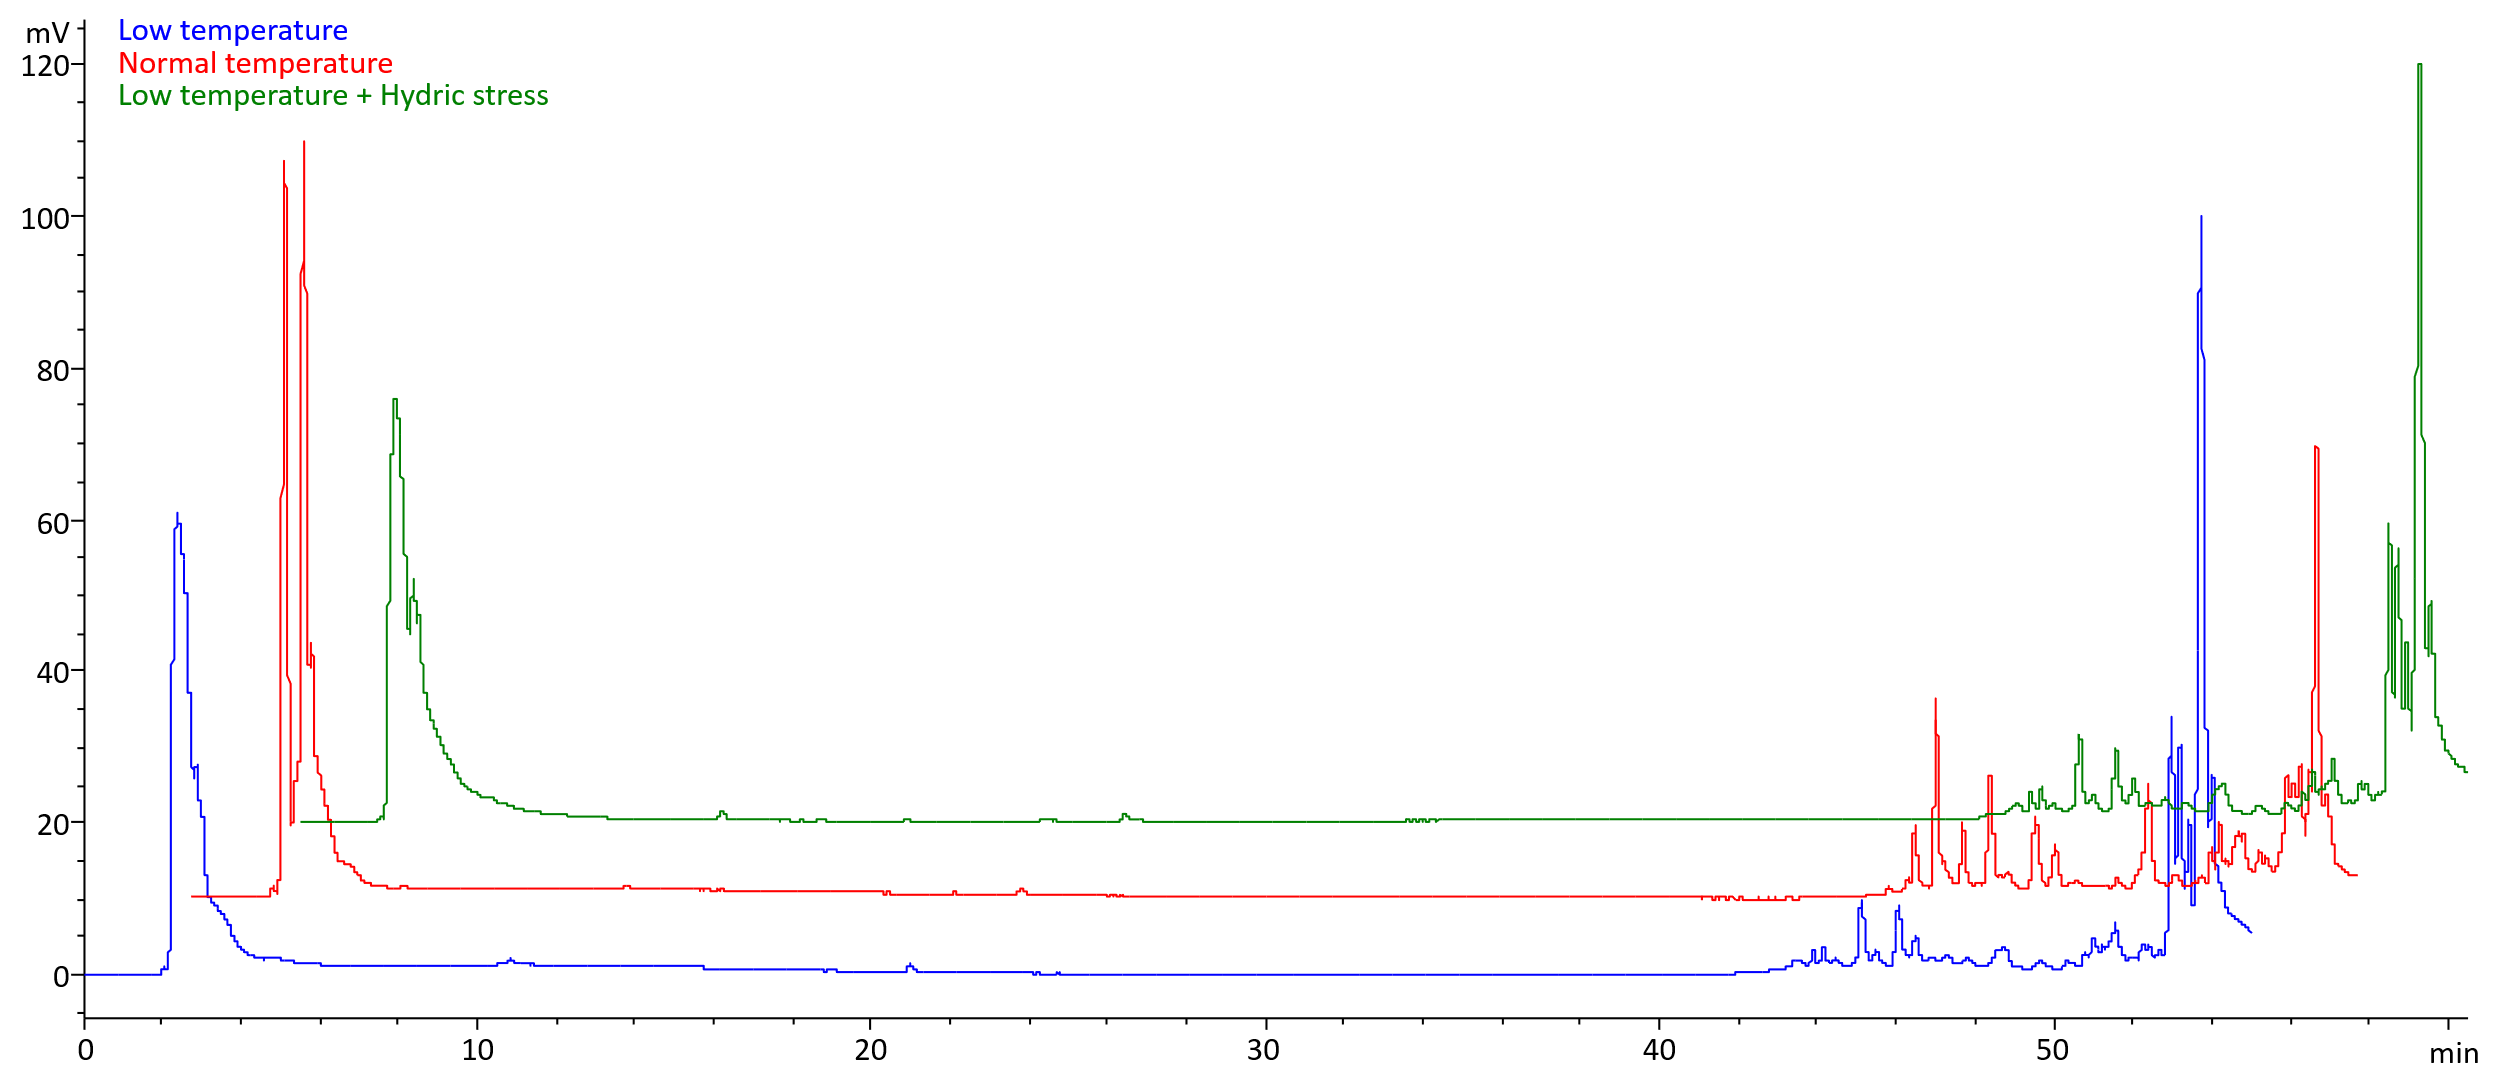 mV
Low temperature
Normal temperature
Low temperature + Hydric stress
120
100
80
60
40
20
0
0 10 20 30 40 50 min